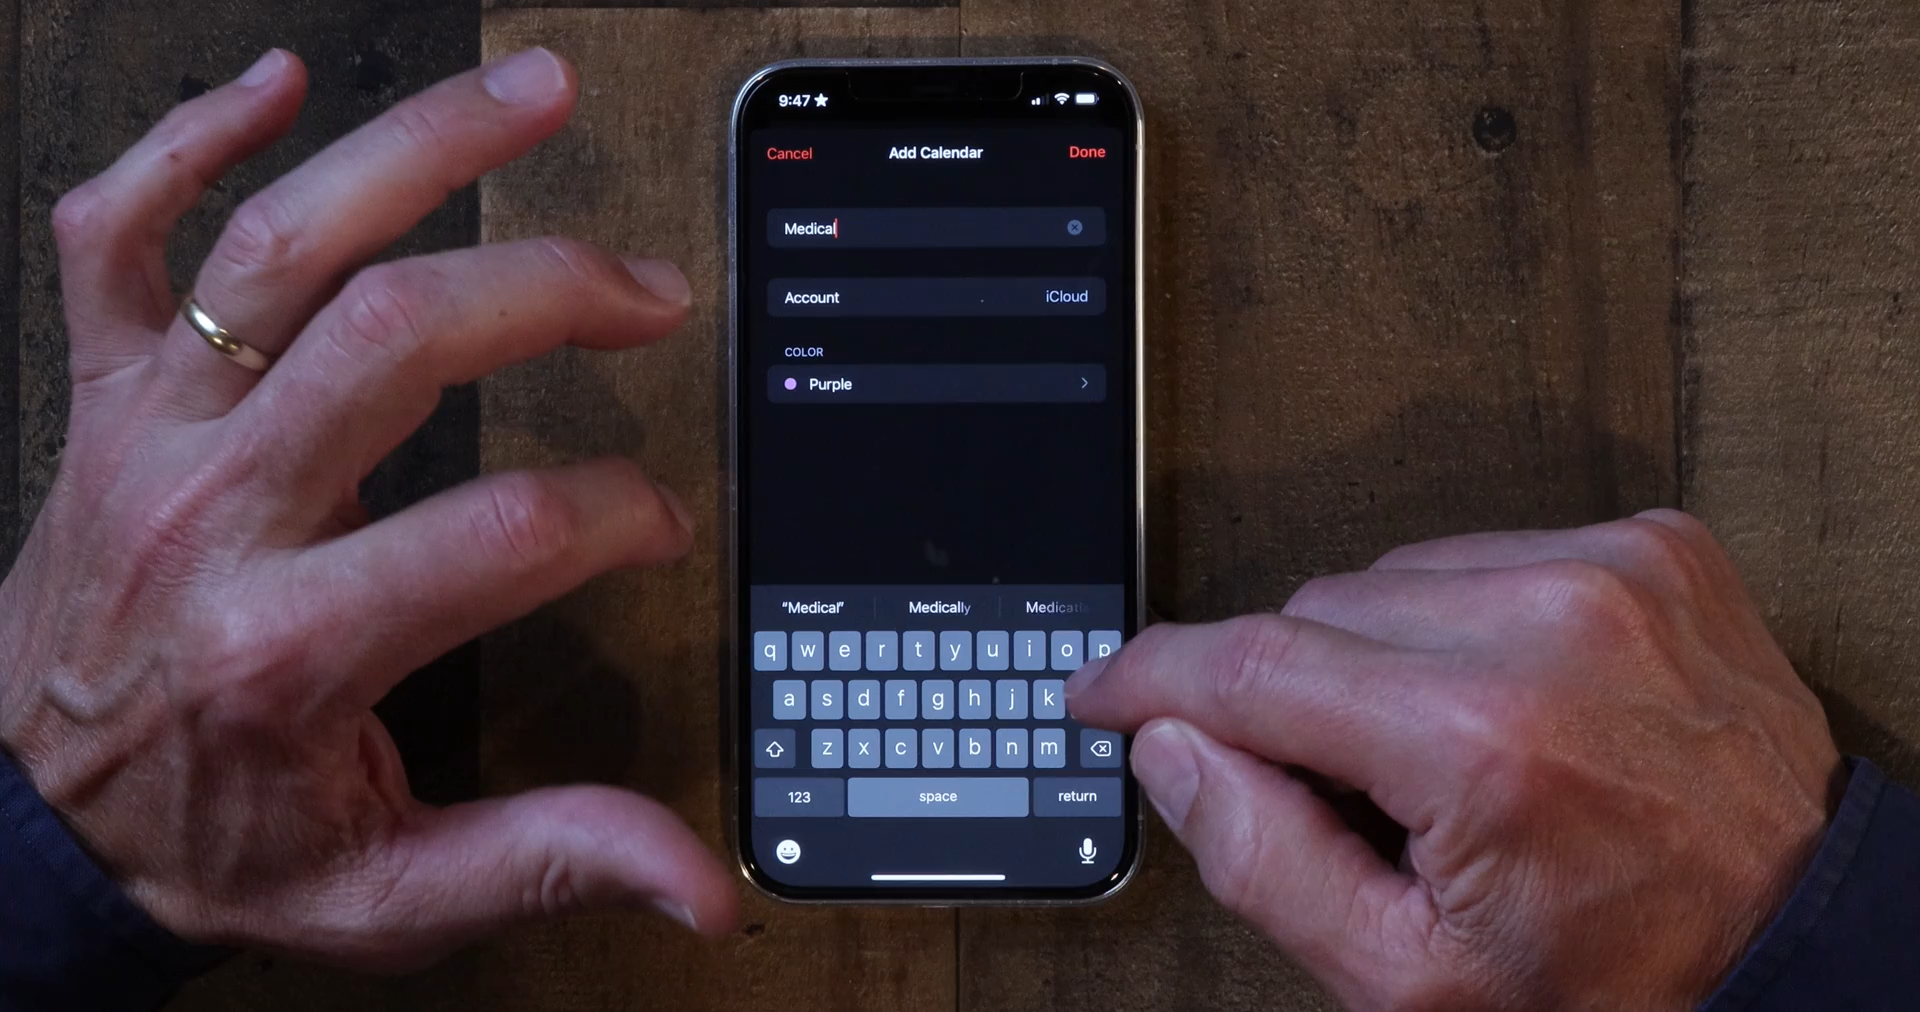 9:47
Cancel Add Calendar Done
Medical
Account iCloud
COLOR
Purple
“Medical” Medically
q w e r t y u i o p
a s d f g h j k
z x c v b n m
123 space return